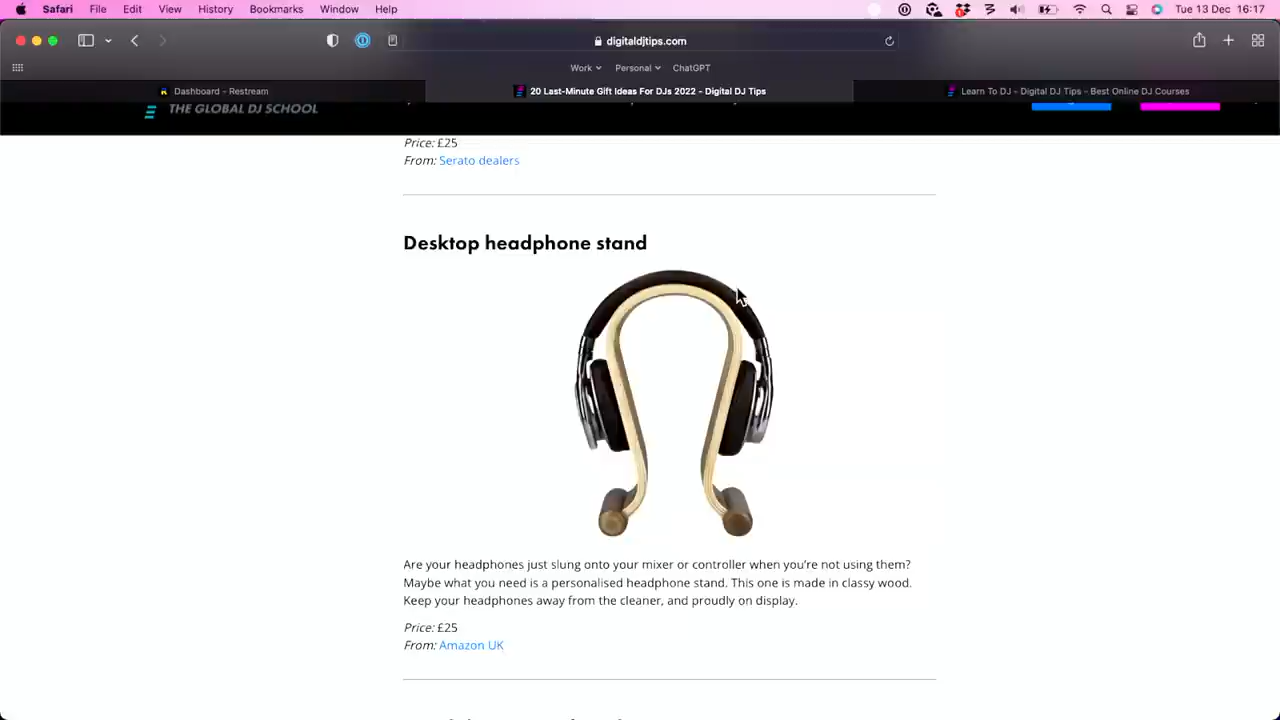 Safari File Edit View History Bookmarks Window Help Tue 13 Dec 16:17
digitaldjtips.com
Work Personal ChatGPT
Dashboard - Restream 20 Last-Minute Gift Ideas For DJs 2022 - Digital DJ Tips Learn To DJ - Digital DJ Tips - Best Online DJ Courses
THE GLOBAL DJ SCHOOL
Price: £25
From: Serato dealers
Desktop headphone stand
Are your headphones just slung onto your mixer or controller when you're not using them?
Maybe what you need is a personalised headphone stand. This one is made in classy wood.
Keep your headphones away from the cleaner, and proudly on display.
Price: £25
From: Amazon UK